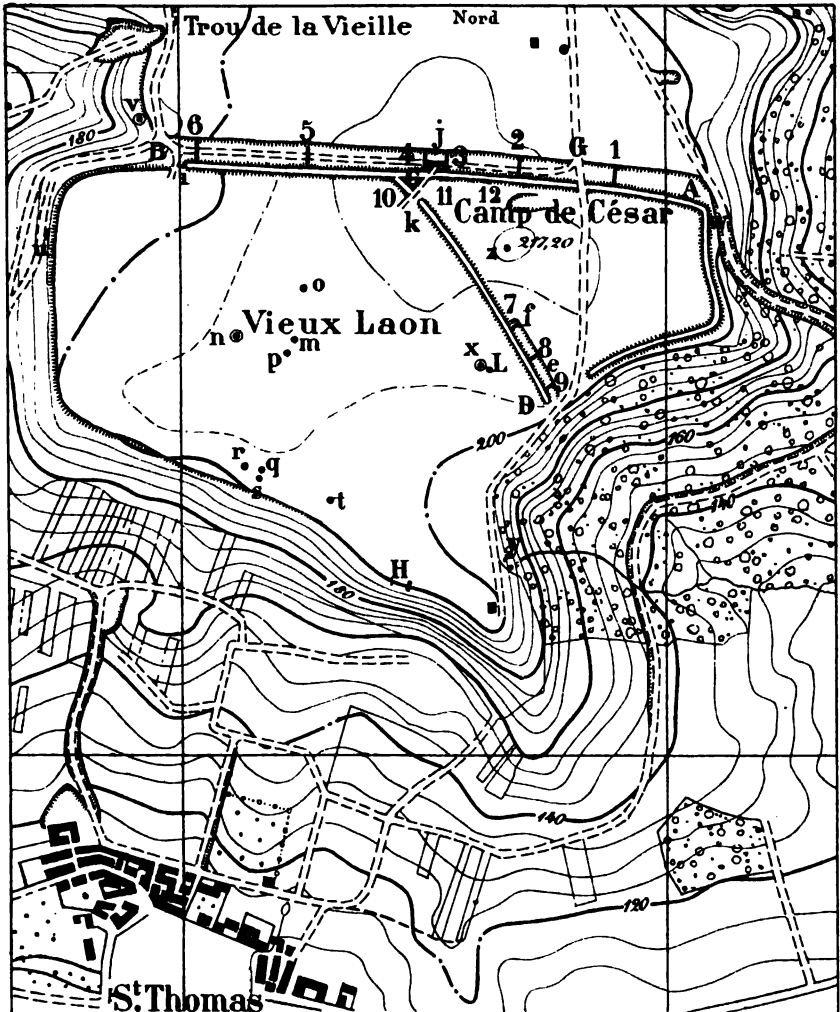 Trou de la Vieille
Nord
v
180
B
6
5
4
j
3
2
G
1
A
i
10
11
12
k
Camp de César
z
217,20
u
o
7
f
n
Vieux Laon
m
p
8
x
L
e
9
D
200
160
r
q
s
t
140
y
H
180
140
120
St. Thomas